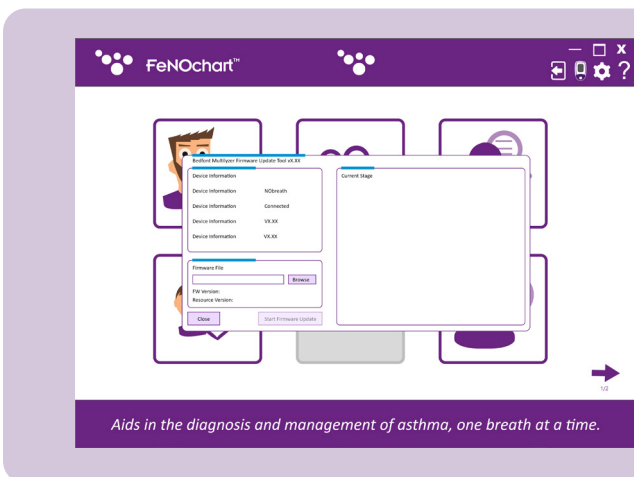 FeNOchart™
Redfont Multilyzer Firmware Update Tool vX.XX
Device Information
Device Information NObreath
Device Information Connected
Device Information VX.XX
Device Information VX.XX
Firmware File
Browse
FW Version:
Resource Version:
Close Start Firmware Update
Current Stage
1/2
Aids in the diagnosis and management of asthma, one breath at a time.